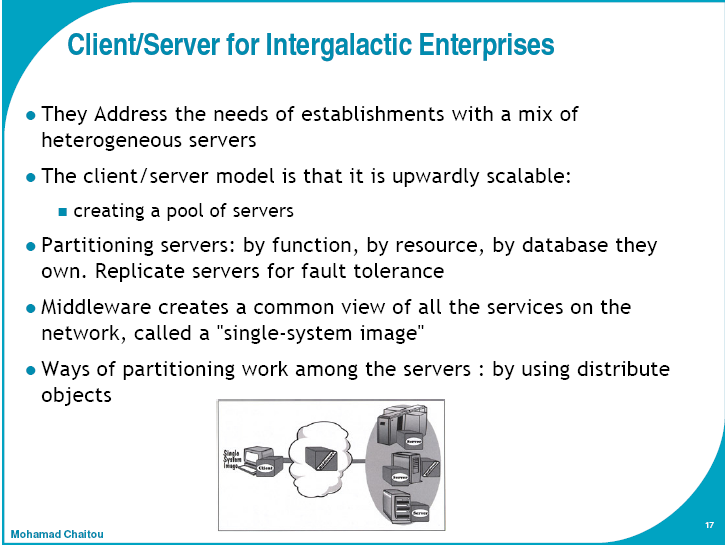 Client/Server for Intergalactic Enterprises
They Address the needs of establishments with a mix of
heterogeneous servers
The client/server model is that it is upwardly scalable:
creating a pool of servers
Partitioning servers: by function, by resource, by database they
own. Replicate servers for fault tolerance
Middleware creates a common view of all the services on the
network, called a "single-system image"
Ways of partitioning work among the servers : by using distribute
objects
Single
System
Image
Client
Server
Server
Server
Mohamad Chaitou
17